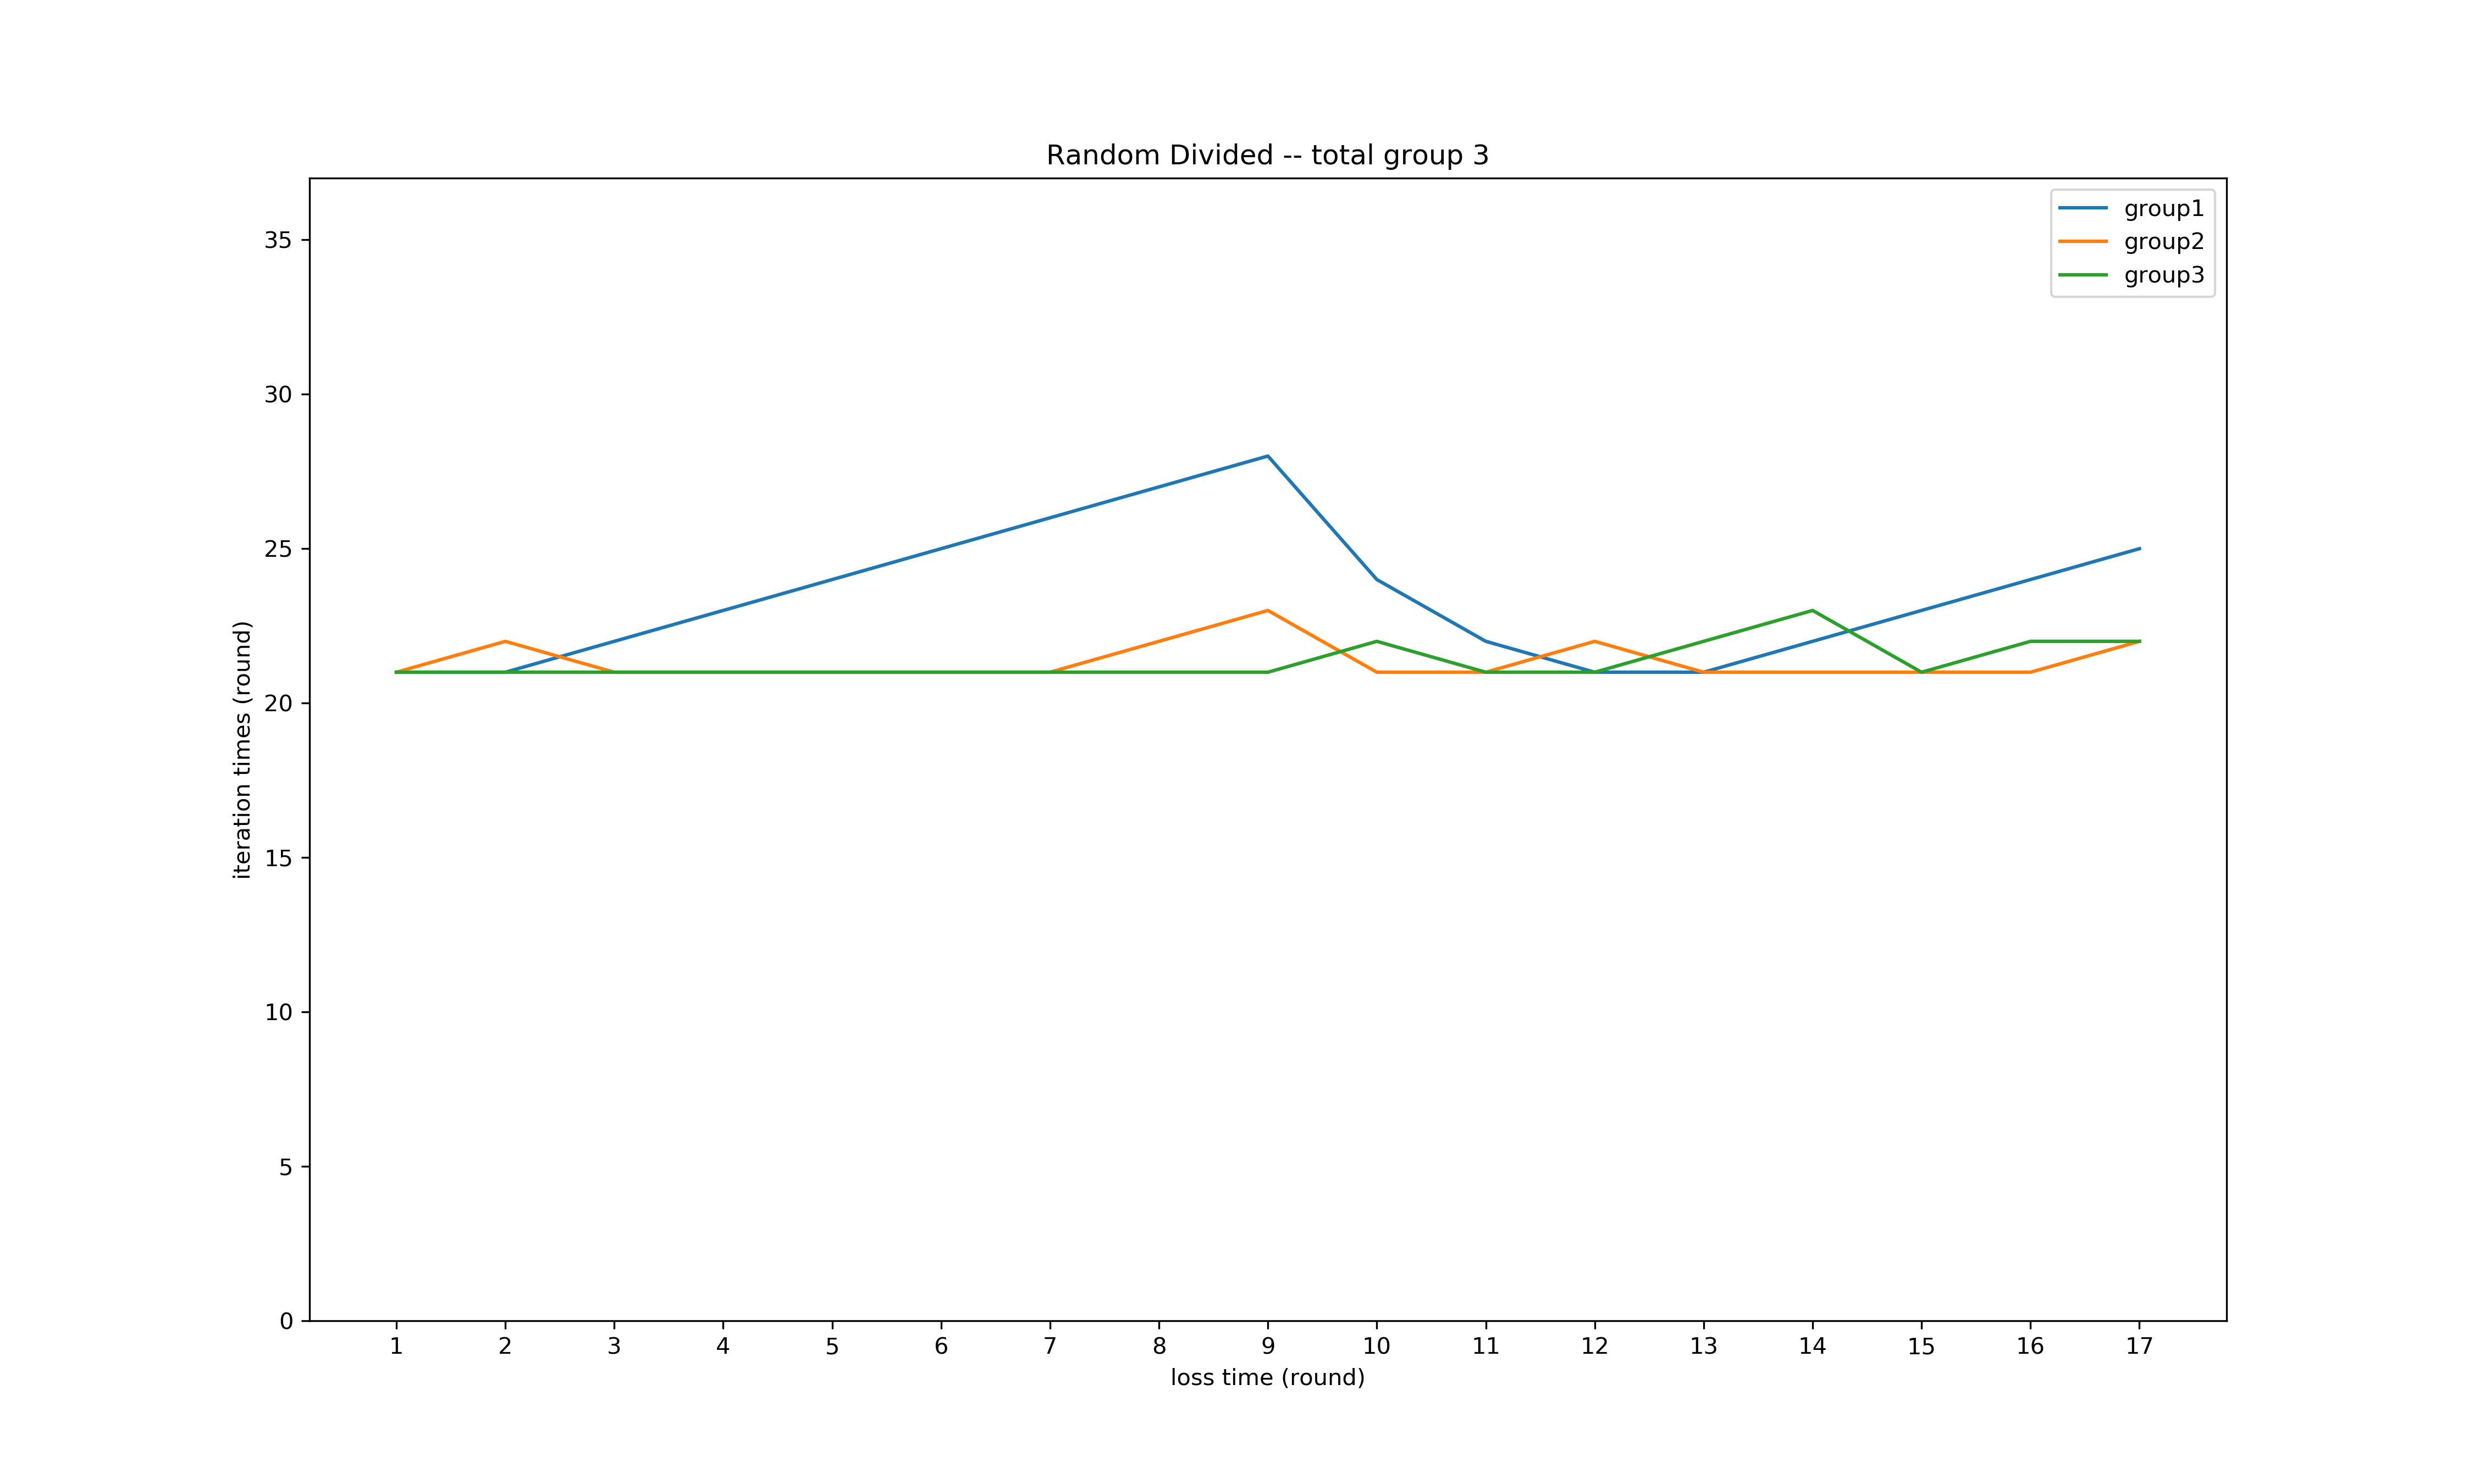 Random Divided -- total group 3
group1
group2
group3
iteration times (round)
35
30
25
20
15
10
5
0
1 2 3 4 5 6 7 8 9 10 11 12 13 14 15 16 17
loss time (round)